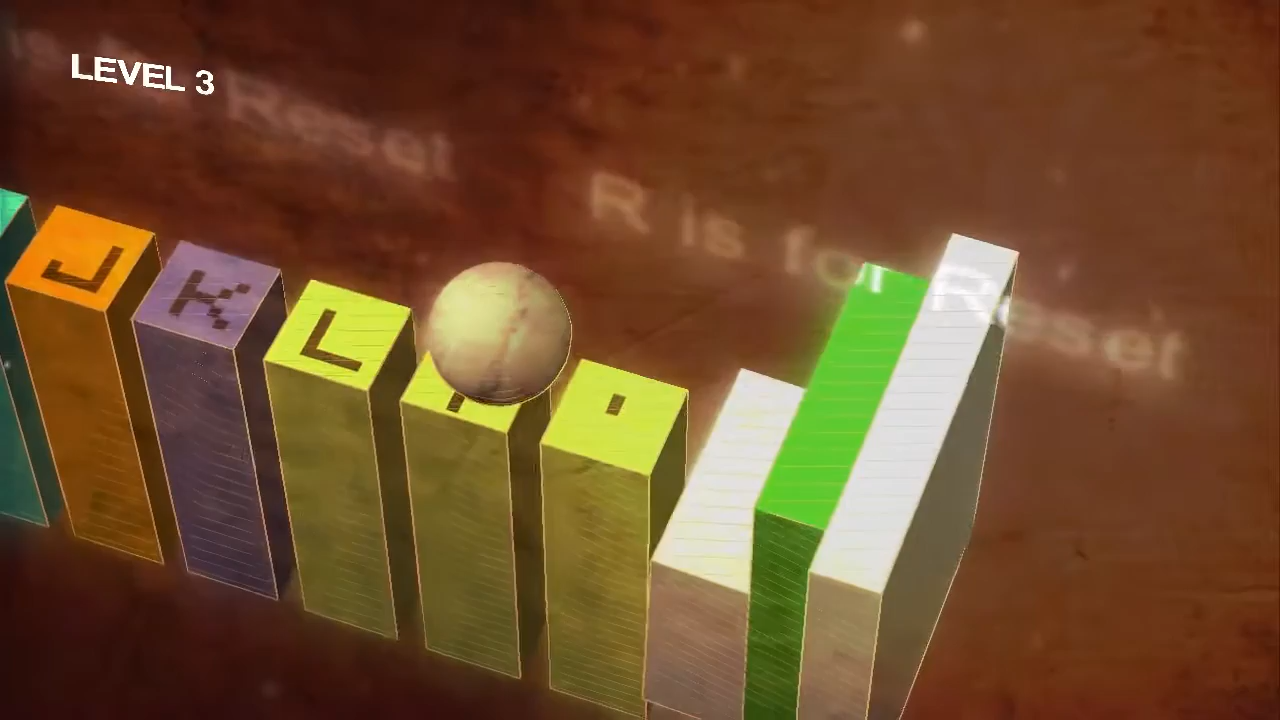 LEVEL 3
Reset
R is for Reset
J
K
L